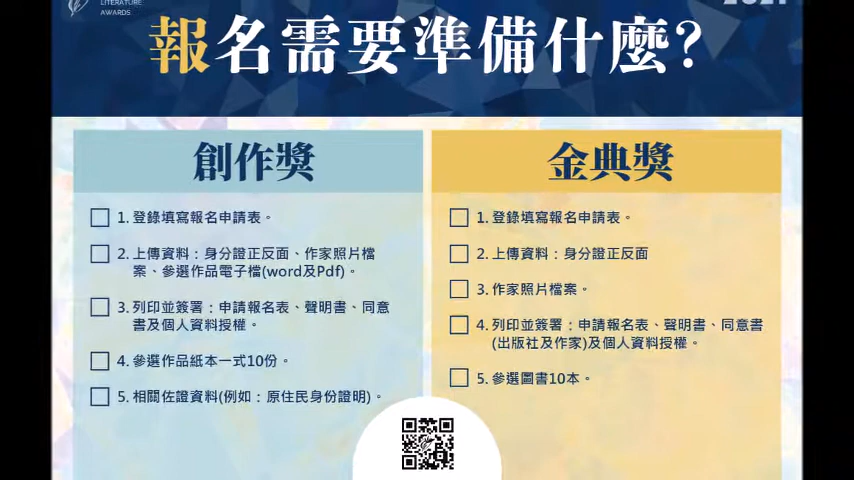 LITERATURE
AWARDS
報名需要準備什麼?
創作獎
1. 登錄填寫報名申請表。
2. 上傳資料：身分證正反面、作家照片檔
案、參選作品電子檔(word及Pdf)。
3. 列印並簽署：申請報名表、聲明書、同意
書及個人資料授權。
4. 參選作品紙本一式10份。
5. 相關佐證資料(例如：原住民身份證明)。
金典獎
1. 登錄填寫報名申請表。
2. 上傳資料：身分證正反面
3. 作家照片檔案。
4. 列印並簽署：申請報名表、聲明書、同意書
(出版社及作家)及個人資料授權。
5. 參選圖書10本。